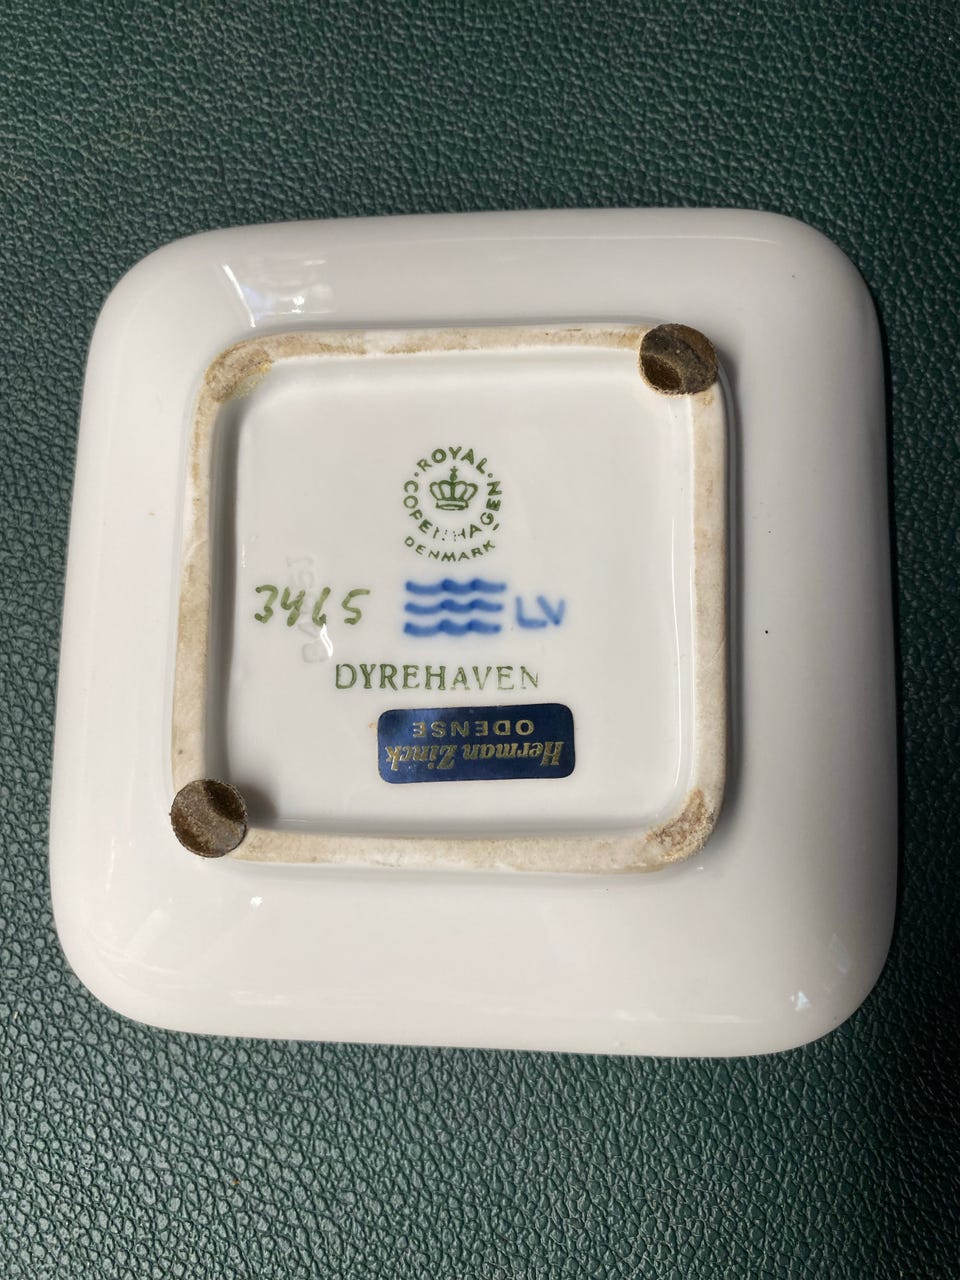 ROYAL
COPENHAGEN
DENMARK
3465
LV
DYREHAVEN
Herman Zinck
ODENSE